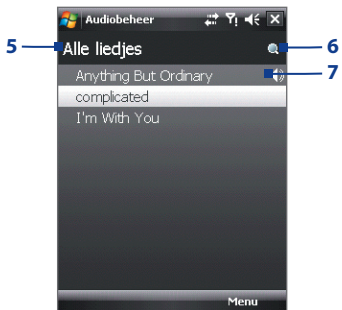 Audiobeheer
5 Alle liedjes 6
Anything But Ordinary 7
complicated
I'm With You
Menu